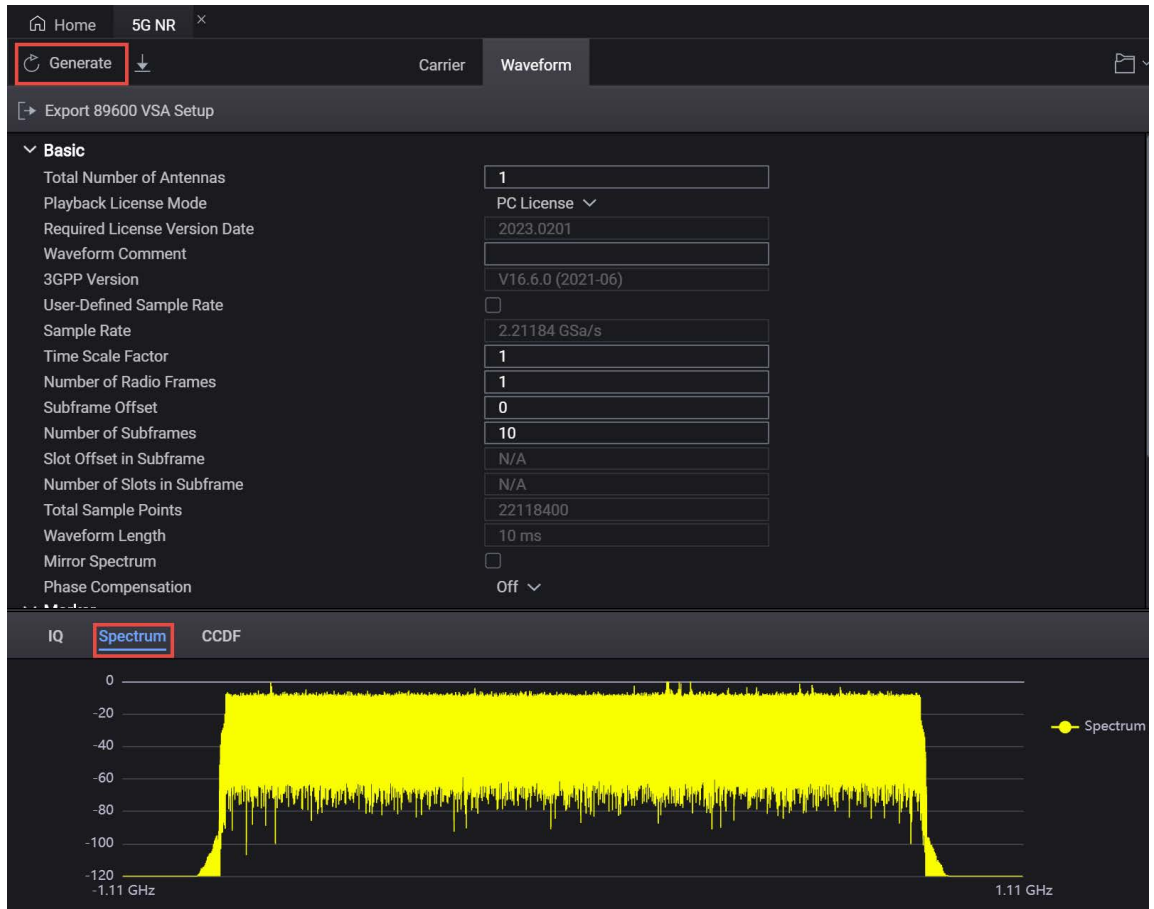 Home 5G NR ×
Generate Carrier Waveform
Export 89600 VSA Setup
Basic
Total Number of Antennas 1
Playback License Mode PC License
Required License Version Date 2023.0201
Waveform Comment
3GPP Version V16.6.0 (2021-06)
User-Defined Sample Rate
Sample Rate 2.21184 GSa/s
Time Scale Factor 1
Number of Radio Frames 1
Subframe Offset 0
Number of Subframes 10
Slot Offset in Subframe N/A
Number of Slots in Subframe N/A
Total Sample Points 22118400
Waveform Length 10 ms
Mirror Spectrum
Phase Compensation Off
IQ Spectrum CCDF
0
-20
Spectrum
-40
-60
-80
-100
-120
-1.11 GHz 1.11 GHz